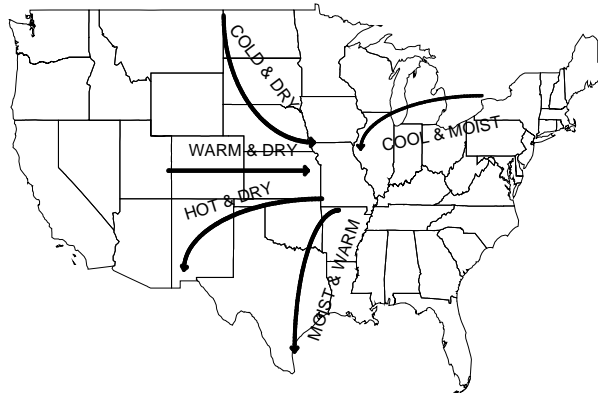 COLD & DRY
COOL & MOIST
WARM & DRY
HOT & DRY
MOIST & WARM